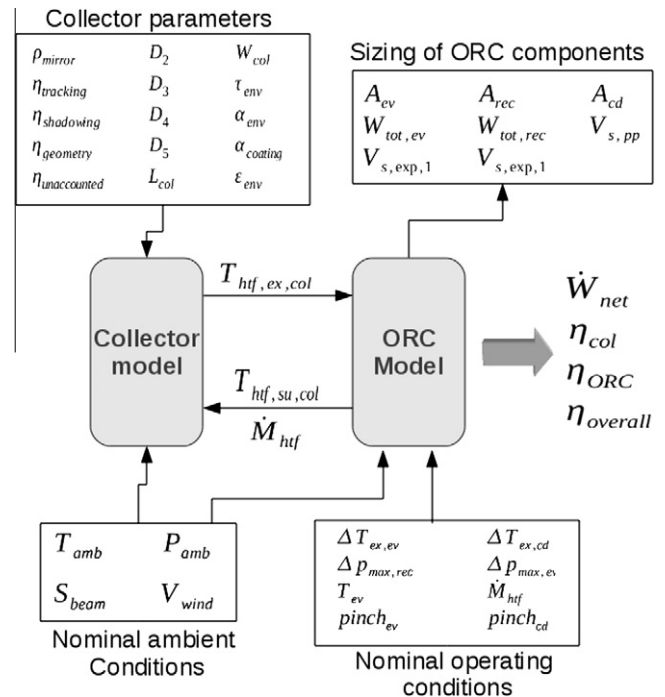 Collector parameters
ρmirror D2 Wcol
ηtracking D3 τenv
ηshadowing D4 αenv
ηgeometry D5 αcoating
ηunaccounted Lcol εenv
Sizing of ORC components
Aev Arec Acd
Wtot,ev Wtot,rec Vs,pp
Vs,exp,1 Vs,exp,1
Collector
model
Thtf,ex,col
Thtf,su,col
Ṁhtf
ORC
Model
Ẇnet
ηcol
ηORC
ηoverall
Tamb Pamb
Sbeam Vwind
Nominal ambient
Conditions
ΔTex,ev ΔTex,cd
Δpmax,rec Δpmax,ev
Tev Ṁhtf
pinchev pinchcd
Nominal operating
conditions